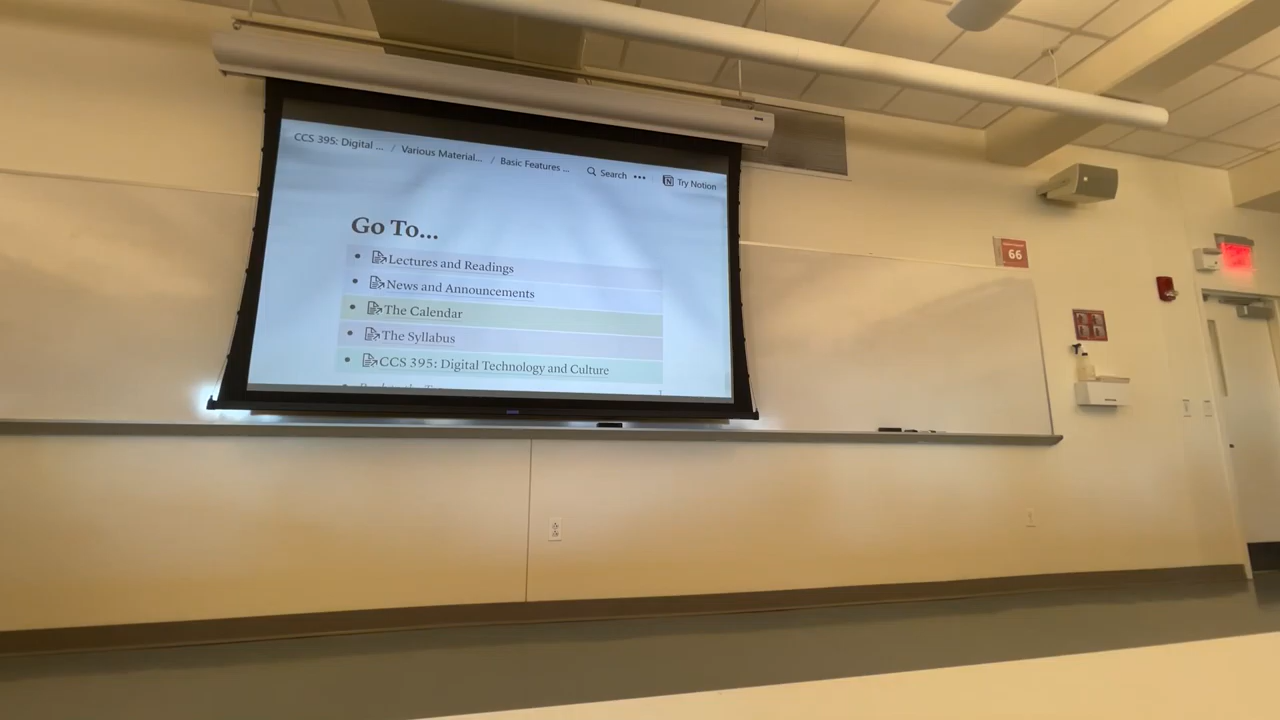 CCS 395: Digital ... / Various Material... / Basic Features ... Search ••• Try Notion
Go To...
• Lectures and Readings
• News and Announcements
• The Calendar
• The Syllabus
• CCS 395: Digital Technology and Culture
66